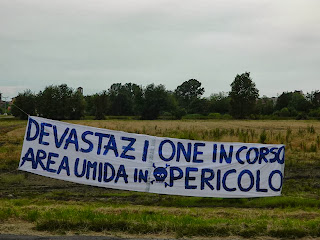 DEVASTAZIONE IN CORSO
AREA UMIDA IN PERICOLO